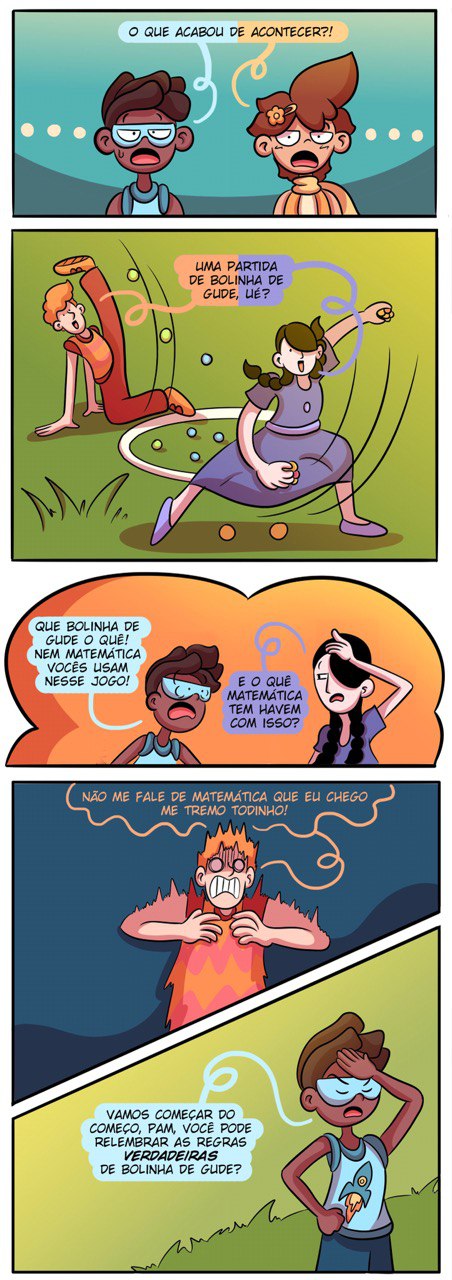 O QUE ACABOU DE ACONTECER?!
UMA PARTIDA
DE BOLINHA DE
GUDE, UÉ?
QUE BOLINHA DE
GUDE O QUÊ!
NEM MATEMÁTICA
VOCÊS USAM
NESSE JOGO!
E O QUÊ
MATEMÁTICA
TEM HAVEM
COM ISSO?
NÃO ME FALE DE MATEMÁTICA QUE EU CHEGO
ME TREMO TODINHO!
VAMOS COMEÇAR DO
COMEÇO, PAM, VOCÊ PODE
RELEMBRAR AS REGRAS
VERDADEIRAS
DE BOLINHA DE GUDE?